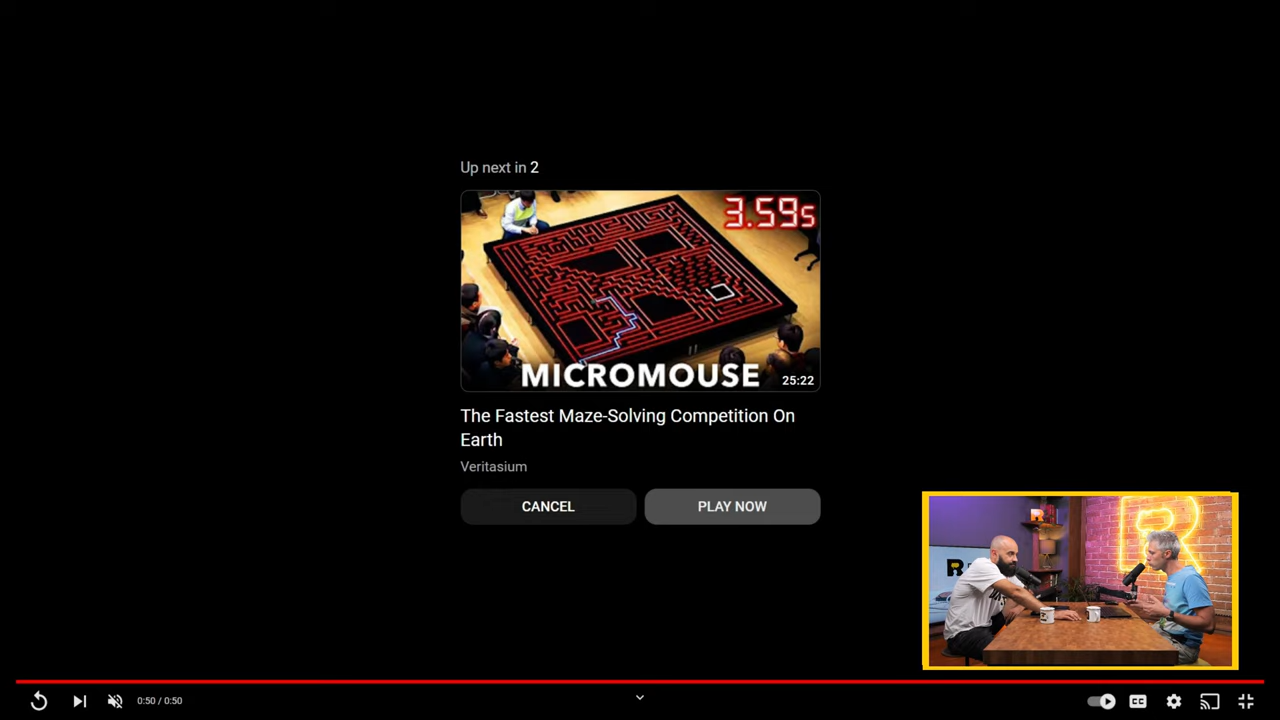 Up next in 2
3.59s
MICROMOUSE
25:22
The Fastest Maze-Solving Competition On
Earth
Veritasium
CANCEL
PLAY NOW
R
R
0:50 / 0:50
CC